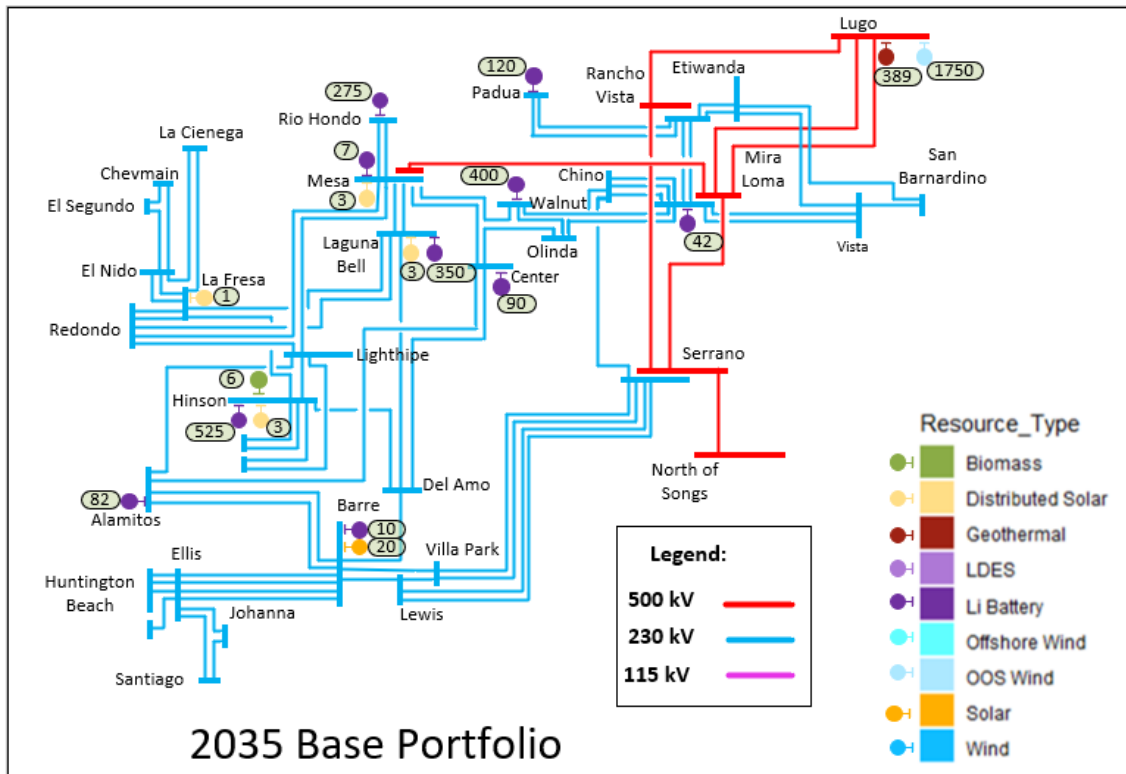 Lugo
389
1750
Etiwanda
120
Padua
Rancho
Vista
275
Rio Hondo
La Cienega
7
Mesa
3
Chevmain
El Segundo
400
Walnut
Chino
Mira
Loma
San
Barnardino
42
Olinda
Vista
Laguna
Bell
3
350
Center
90
El Nido
La Fresa
1
Redondo
Lighthipe
Serrano
6
Hinson
525
3
North of
Songs
Del Amo
82
Alamitos
Barre
10
20
Villa Park
Ellis
Huntington
Beach
Johanna
Lewis
Santiago
Legend:
500 kV
230 kV
115 kV
Resource_Type
Biomass
Distributed Solar
Geothermal
LDES
Li Battery
Offshore Wind
OOS Wind
Solar
Wind
2035 Base Portfolio